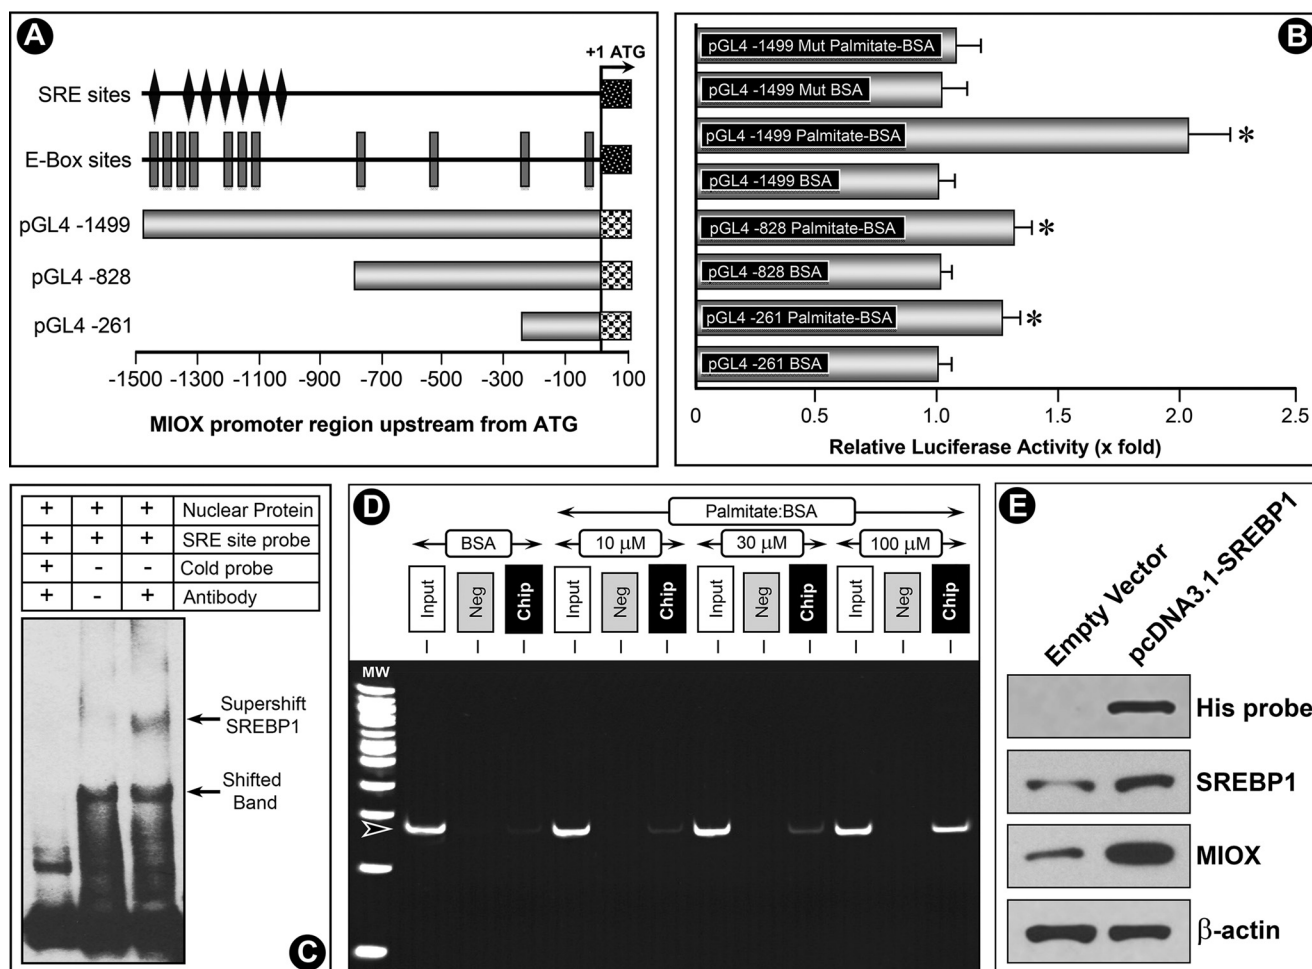 A
+1 ATG
SRE sites
E-Box sites
pGL4 -1499
pGL4 -828
pGL4 -261
-1500 -1300 -1100 -900 -700 -500 -300 -100 100
MIOX promoter region upstream from ATG
B
pGL4 -1499 Mut Palmitate-BSA
pGL4 -1499 Mut BSA
pGL4 -1499 Palmitate-BSA
*
pGL4 -1499 BSA
pGL4 -828 Palmitate-BSA
*
pGL4 -828 BSA
pGL4 -261 Palmitate-BSA
*
pGL4 -261 BSA
0 0.5 1.0 1.5 2.0 2.5
Relative Luciferase Activity (x fold)
+ + + Nuclear Protein
+ + + SRE site probe
+ - - Cold probe
+ - + Antibody
Supershift
SREBP1
Shifted
Band
C
D
Palmitate:BSA
BSA 10 µM 30 µM 100 µM
Input Neg Chip Input Neg Chip Input Neg Chip Input Neg Chip
MW
E
Empty Vector
pcDNA3.1-SREBP1
His probe
SREBP1
MIOX
β-actin